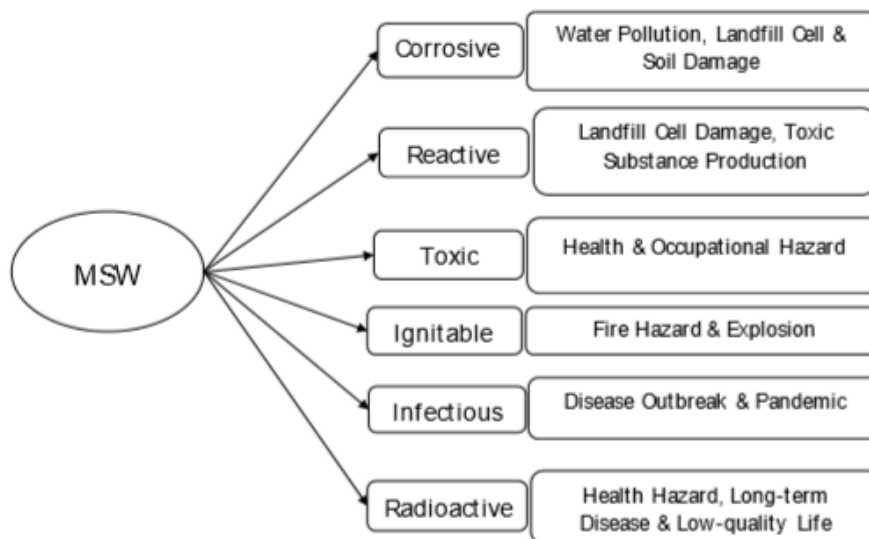 Corrosive
Water Pollution, Landfill Cell &
Soil Damage
Reactive
Landfill Cell Damage, Toxic
Substance Production
MSW
Toxic
Health & Occupational Hazard
Ignitable
Fire Hazard & Explosion
Infectious
Disease Outbreak & Pandemic
Radioactive
Health Hazard, Long-term
Disease & Low-quality Life